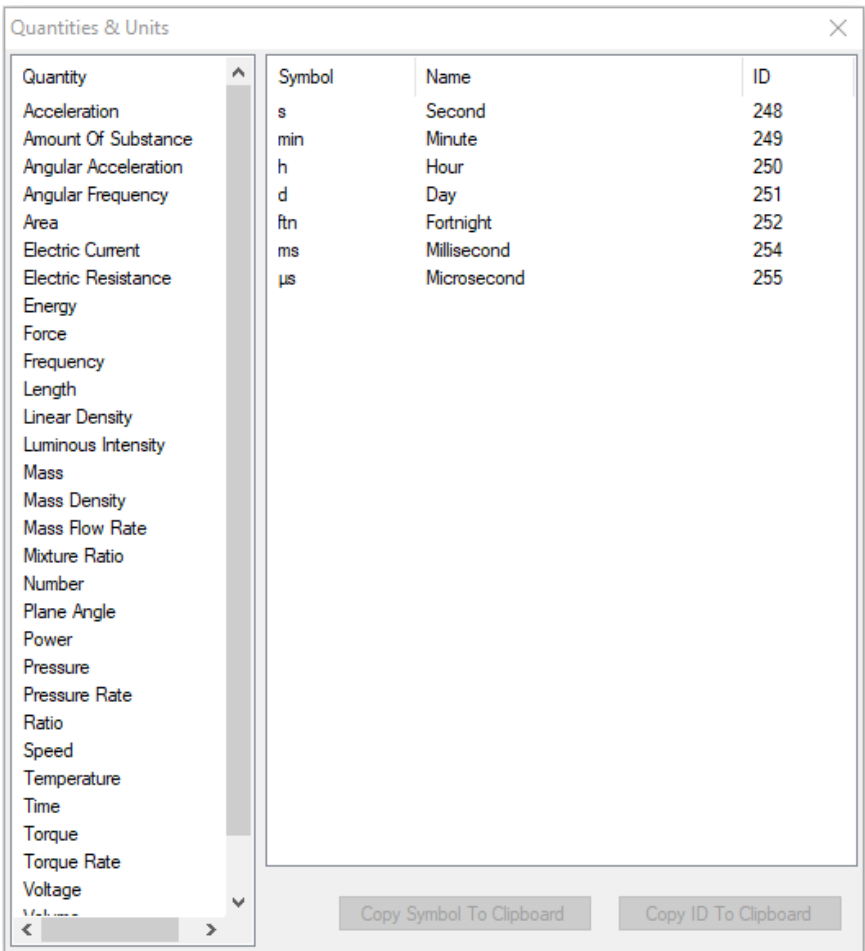 Quantities & Units
Quantity
Acceleration
Amount Of Substance
Angular Acceleration
Angular Frequency
Area
Electric Current
Electric Resistance
Energy
Force
Frequency
Length
Linear Density
Luminous Intensity
Mass
Mass Density
Mass Flow Rate
Mixture Ratio
Number
Plane Angle
Power
Pressure
Pressure Rate
Ratio
Speed
Temperature
Time
Torque
Torque Rate
Voltage
Symbol Name ID
s Second 248
min Minute 249
h Hour 250
d Day 251
ftn Fortnight 252
ms Millisecond 254
µs Microsecond 255
Copy Symbol To Clipboard
Copy ID To Clipboard